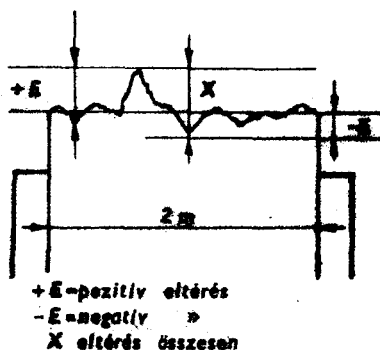 +E
X
-E
2 m
+E=pozitív eltérés
-E=negatív »
X eltérés összesen